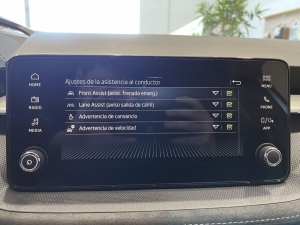 Ajustes de la asistencia al conductor
HOME
MENU
Front Assist (asist. frenada emerg.)
Lane Assist (aviso salida de carril)
RADIO
PHONE
Advertencia de cansancio
MEDIA
APP
Advertencia de velocidad